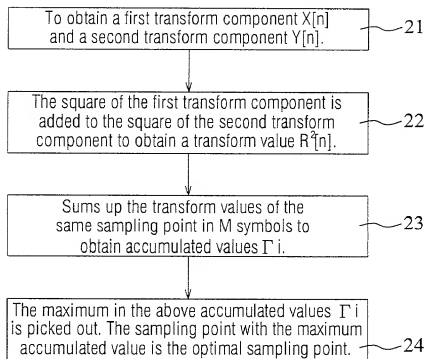 To obtain a first transform component X[n]
and a second transform component Y[n].
21
The square of the first transform component is
added to the square of the second transform
component to obtain a transform value R²[n].
22
Sums up the transform values of the
same sampling point in M symbols to
obtain accumulated values Γ i.
23
The maximum in the above accumulated values Γ i
is picked out. The sampling point with the maximum
accumulated value is the optimal sampling point.
24